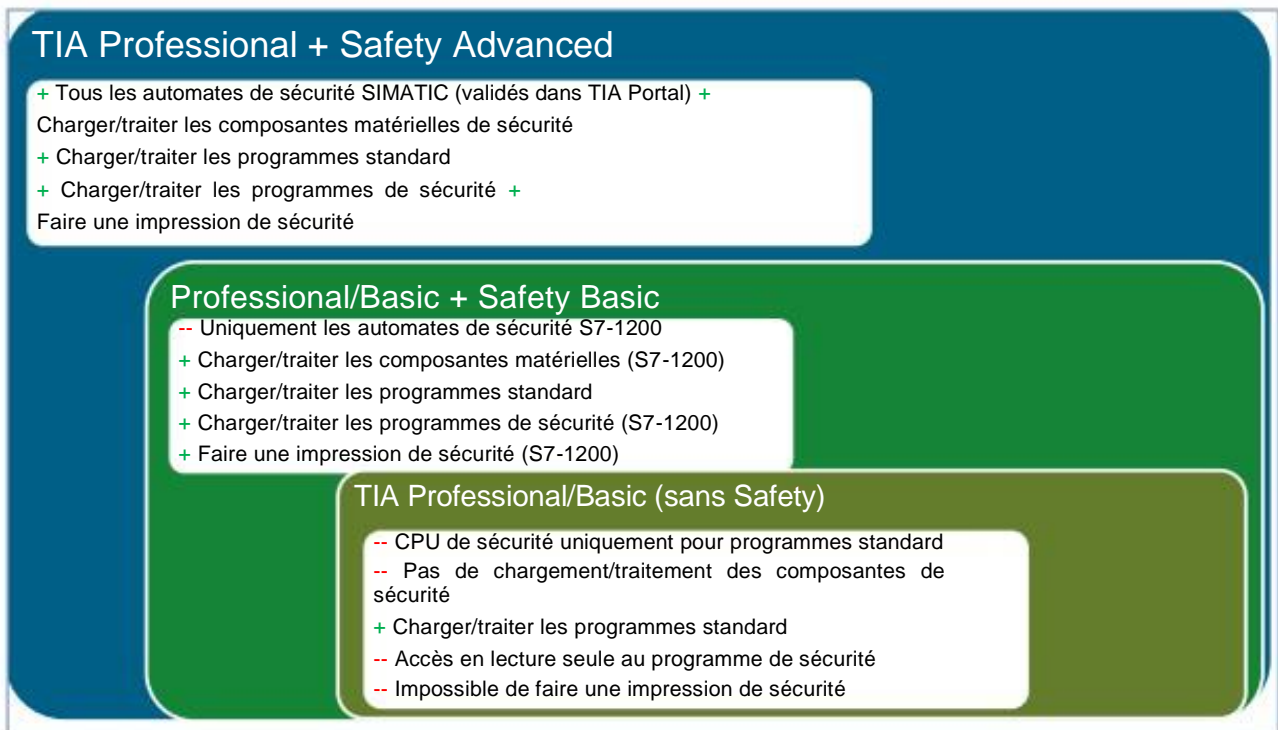 TIA Professional + Safety Advanced
+ Tous les automates de sécurité SIMATIC (validés dans TIA Portal) +
Charger/traiter les composantes matérielles de sécurité
+ Charger/traiter les programmes standard
+ Charger/traiter les programmes de sécurité +
Faire une impression de sécurité
Professional/Basic + Safety Basic
-- Uniquement les automates de sécurité S7-1200
+ Charger/traiter les composantes matérielles (S7-1200)
+ Charger/traiter les programmes standard
+ Charger/traiter les programmes de sécurité (S7-1200)
+ Faire une impression de sécurité (S7-1200)
TIA Professional/Basic (sans Safety)
-- CPU de sécurité uniquement pour programmes standard
-- Pas de chargement/traitement des composantes de
sécurité
+ Charger/traiter les programmes standard
-- Accès en lecture seule au programme de sécurité
-- Impossible de faire une impression de sécurité